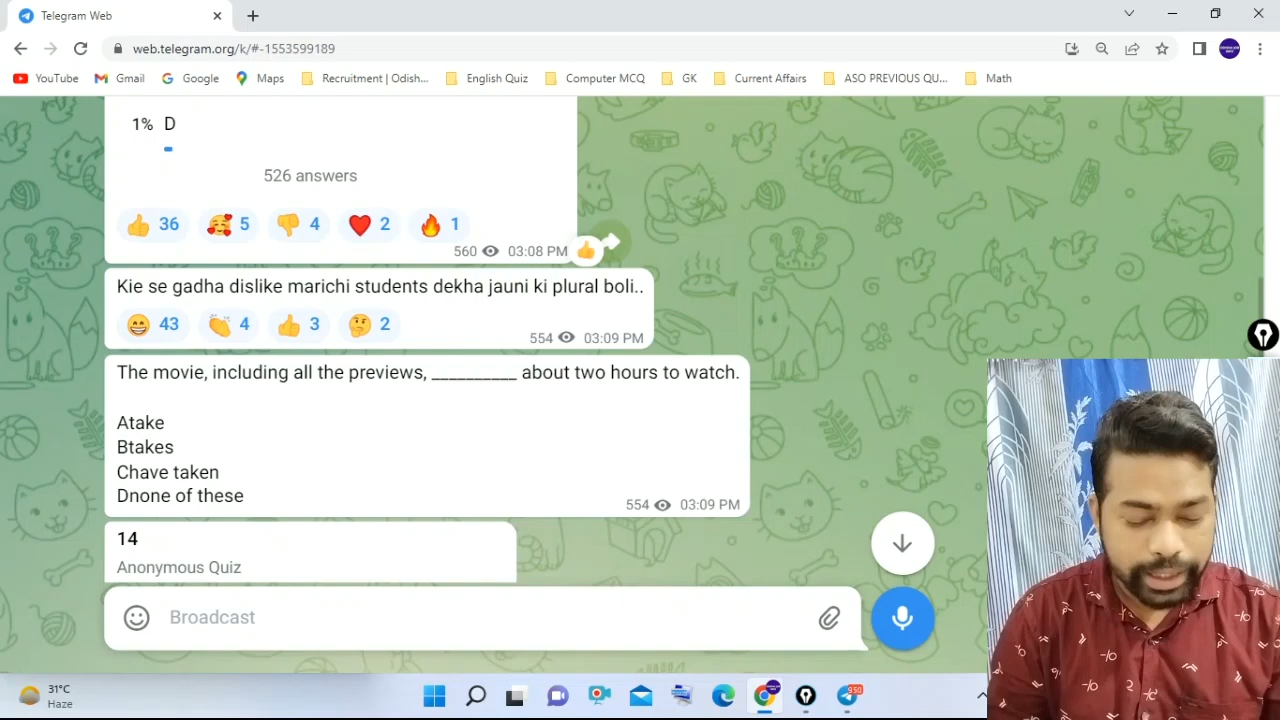 Telegram Web
web.telegram.org/k/#-1553599189
YouTube Gmail Google Maps Recruitment | Odish... English Quiz Computer MCQ GK Current Affairs ASO PREVIOUS QU... Math
1% D
526 answers
36 5 4 2 1
560 03:08 PM
Kie se gadha dislike marichi students dekha jauni ki plural boli..
43 4 3 2
554 03:09 PM
The movie, including all the previews, __________ about two hours to watch.
Atake
Btakes
Chave taken
Dnone of these
554 03:09 PM
14
Anonymous Quiz
Broadcast
31°C
Haze
950